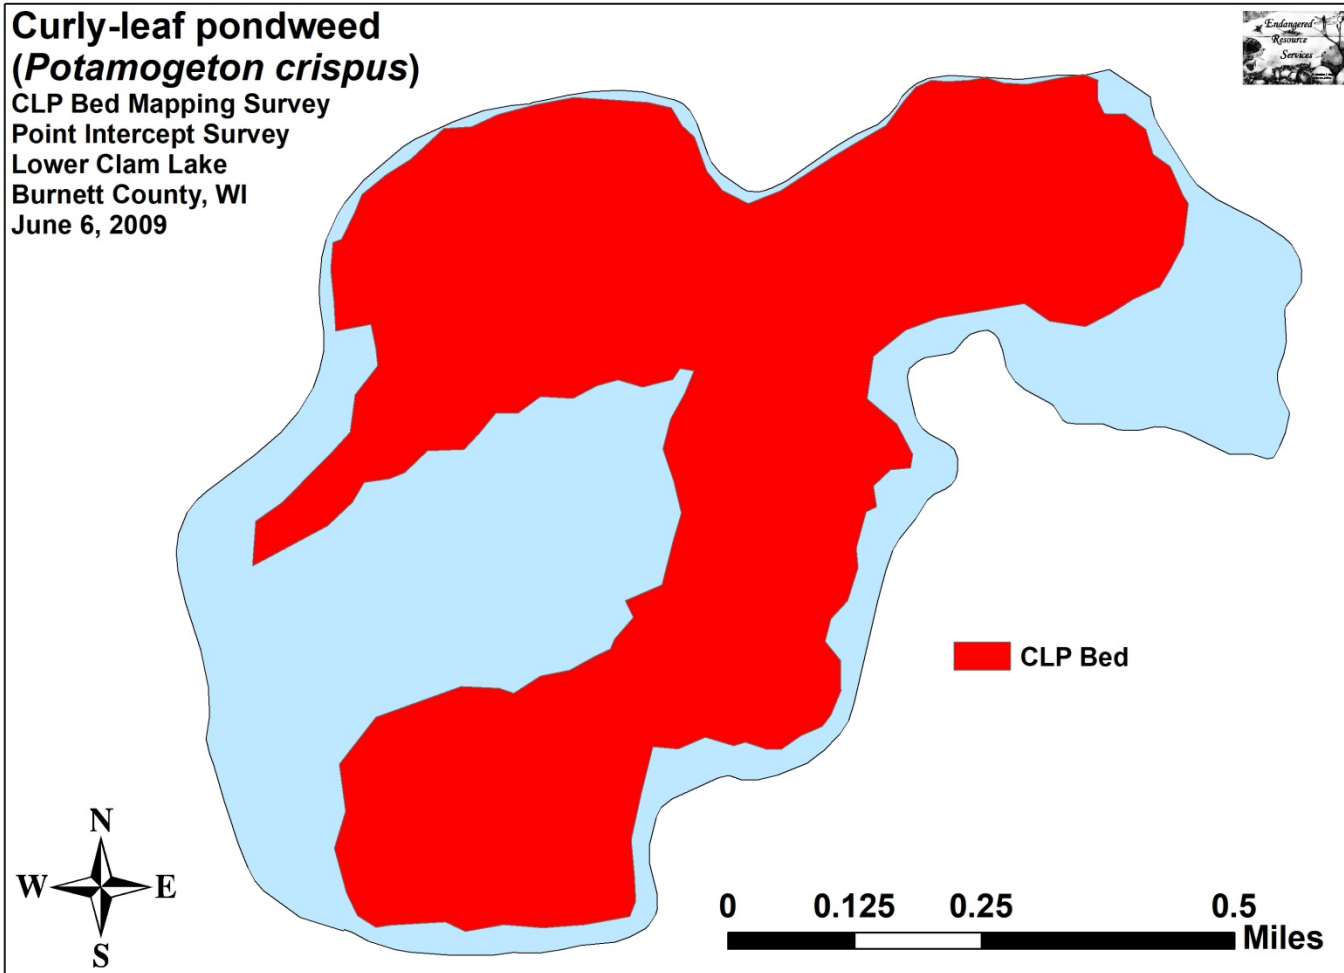 Curly-leaf pondweed
(Potamogeton crispus)
CLP Bed Mapping Survey
Point Intercept Survey
Lower Clam Lake
Burnett County, WI
June 6, 2009
Endangered
Resource
Services
CLP Bed
N
W E
S
0 0.125 0.25 0.5
Miles